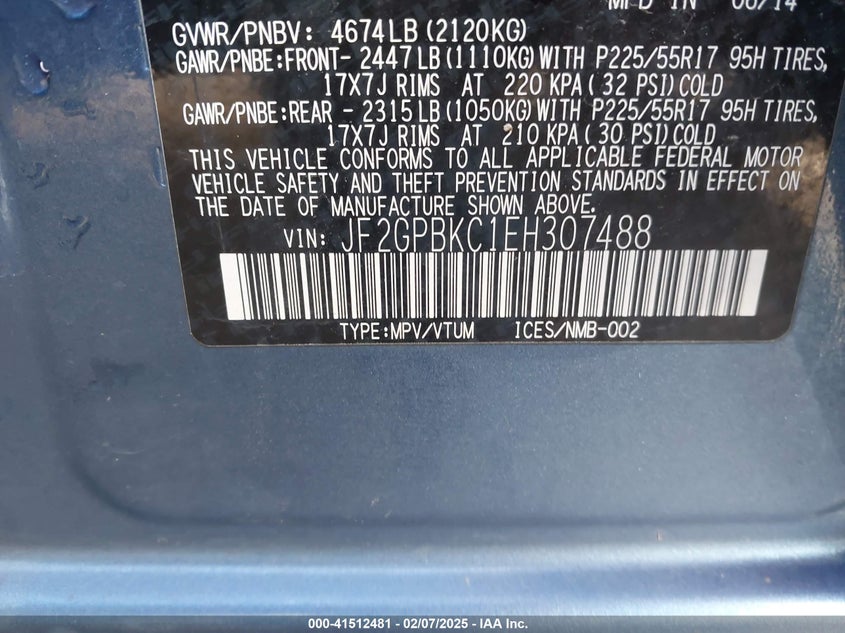 MFD IN 06/14
GVWR/PNBV: 4674LB (2120KG)
GAWR/PNBE:FRONT- 2447LB (1110KG) WITH P225/55R17 95H TIRES,
17X7J RIMS AT 220 KPA( 32 PSI) COLD
GAWR/PNBE:REAR - 2315LB (1050KG) WITH P225/55R17 95H TIRES,
17X7J RIMS AT 210 KPA( 30 PSI) COLD
THIS VEHICLE CONFORMS TO ALL APPLICABLE FEDERAL MOTOR
VEHICLE SAFETY AND THEFT PREVENTION STANDARDS IN EFFECT ON
THE DATE OF MANUFACTURE SHOWN ABOVE.
VIN: JF2GPBKC1EH307488
TYPE:MPV/VTUM ICES/NMB-002
000-41512481 - 02/07/2025 - IAA Inc.